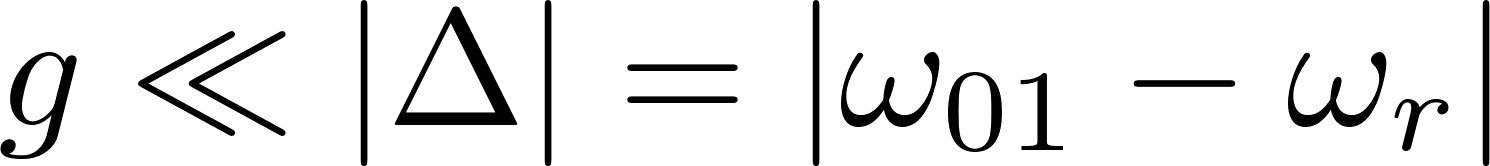 g ≪ |Δ| = |ω₀₁ − ωᵣ|